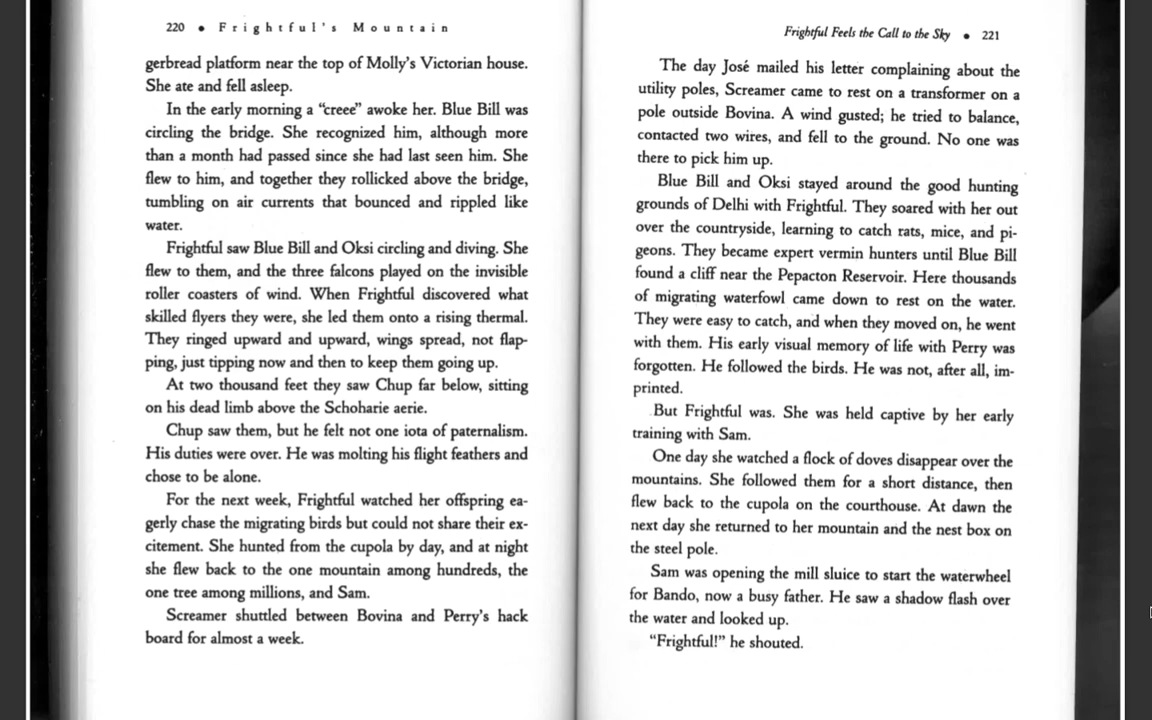 220 • Frightful's Mountain
gerbread platform near the top of Molly's Victorian house.
She ate and fell asleep.
In the early morning a “creee” awoke her. Blue Bill was
circling the bridge. She recognized him, although more
than a month had passed since she had last seen him. She
flew to him, and together they rollicked above the bridge,
tumbling on air currents that bounced and rippled like
water.
Frightful saw Blue Bill and Oksi circling and diving. She
flew to them, and the three falcons played on the invisible
roller coasters of wind. When Frightful discovered what
skilled flyers they were, she led them onto a rising thermal.
They ringed upward and upward, wings spread, not flap-
ping, just tipping now and then to keep them going up.
At two thousand feet they saw Chup far below, sitting
on his dead limb above the Schoharie aerie.
Chup saw them, but he felt not one iota of paternalism.
His duties were over. He was molting his flight feathers and
chose to be alone.
For the next week, Frightful watched her offspring ea-
gerly chase the migrating birds but could not share their ex-
citement. She hunted from the cupola by day, and at night
she flew back to the one mountain among hundreds, the
one tree among millions, and Sam.
Screamer shuttled between Bovina and Perry's hack
board for almost a week.
Frightful Feels the Call to the Sky • 221
The day José mailed his letter complaining about the
utility poles, Screamer came to rest on a transformer on a
pole outside Bovina. A wind gusted; he tried to balance,
contacted two wires, and fell to the ground. No one was
there to pick him up.
Blue Bill and Oksi stayed around the good hunting
grounds of Delhi with Frightful. They soared with her out
over the countryside, learning to catch rats, mice, and pi-
geons. They became expert vermin hunters until Blue Bill
found a cliff near the Pepacton Reservoir. Here thousands
of migrating waterfowl came down to rest on the water.
They were easy to catch, and when they moved on, he went
with them. His early visual memory of life with Perry was
forgotten. He followed the birds. He was not, after all, im-
printed.
But Frightful was. She was held captive by her early
training with Sam.
One day she watched a flock of doves disappear over the
mountains. She followed them for a short distance, then
flew back to the cupola on the courthouse. At dawn the
next day she returned to her mountain and the nest box on
the steel pole.
Sam was opening the mill sluice to start the waterwheel
for Bando, now a busy father. He saw a shadow flash over
the water and looked up.
“Frightful!” he shouted.